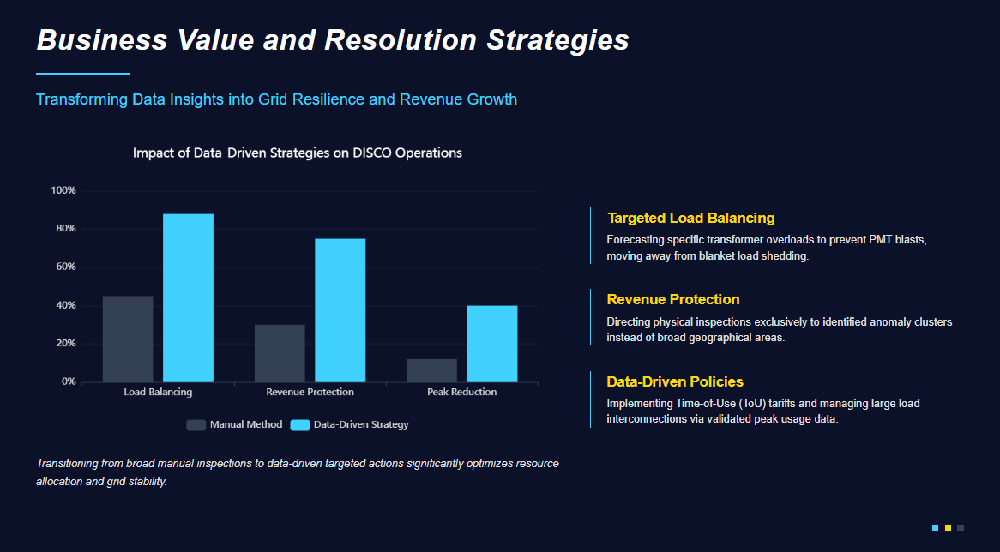 Business Value and Resolution Strategies
Transforming Data Insights into Grid Resilience and Revenue Growth
Impact of Data-Driven Strategies on DISCO Operations
100%
80%
60%
40%
20%
0%
Load Balancing
Revenue Protection
Peak Reduction
Manual Method
Data-Driven Strategy
Transitioning from broad manual inspections to data-driven targeted actions significantly optimizes resource
allocation and grid stability.
Targeted Load Balancing
Forecasting specific transformer overloads to prevent PMT blasts,
moving away from blanket load shedding.
Revenue Protection
Directing physical inspections exclusively to identified anomaly clusters
instead of broad geographical areas.
Data-Driven Policies
Implementing Time-of-Use (ToU) tariffs and managing large load
interconnections via validated peak usage data.